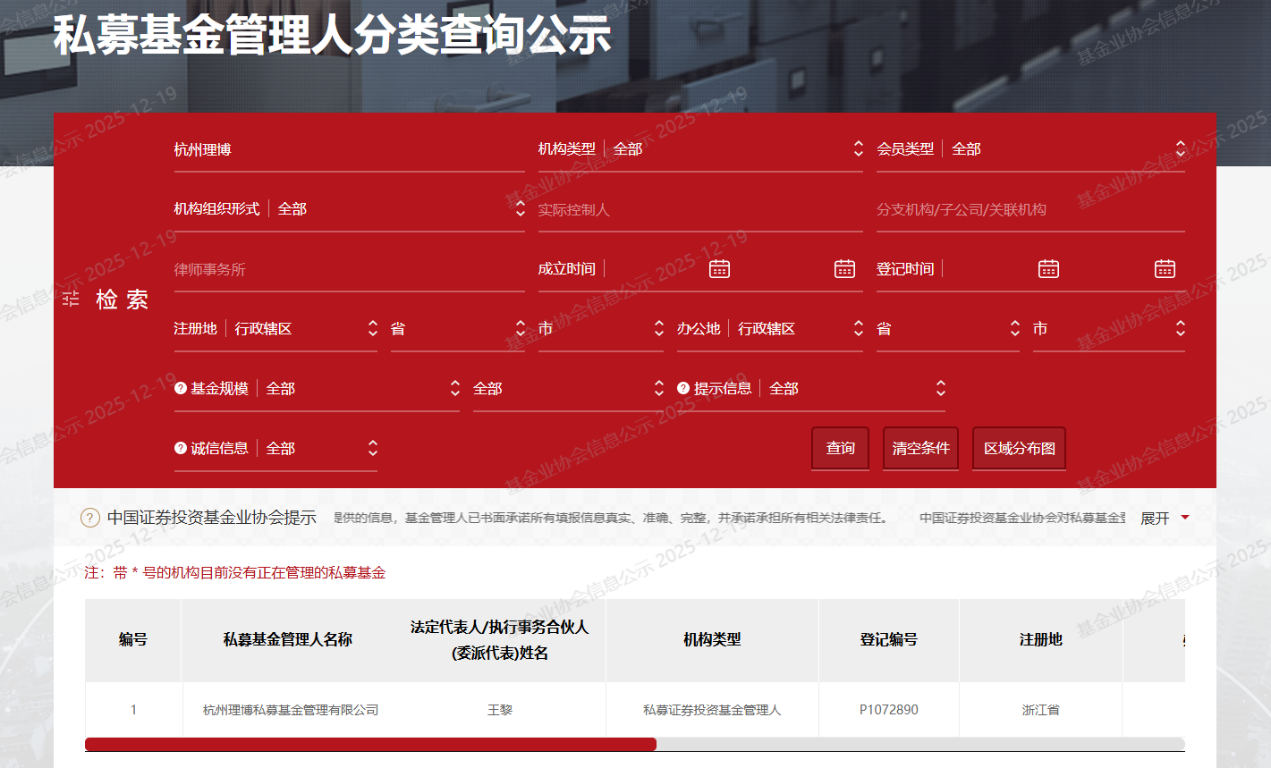 私募基金管理人分类查询公示
杭州理博 机构类型 全部 会员类型 全部
机构组织形式 全部 实际控制人 分支机构/子公司/关联机构
律师事务所 成立时间 登记时间
检 索
注册地 行政辖区 省 市 办公地 行政辖区 省 市
? 基金规模 全部 全部 ? 提示信息 全部
? 诚信信息 全部 查询 清空条件 区域分布图
? 中国证券投资基金业协会提示 提供的信息，基金管理人已书面承诺所有填报信息真实、准确、完整，并承诺承担所有相关法律责任。 中国证券投资基金业协会对私募基金登 展开
注：带 * 号的机构目前没有正在管理的私募基金
编号 私募基金管理人名称 法定代表人/执行事务合伙人 机构类型 登记编号 注册地
(委派代表)姓名
1 杭州理博私募基金管理有限公司 王黎 私募证券投资基金管理人 P1072890 浙江省
基金业协会信息公示 2025-12-19